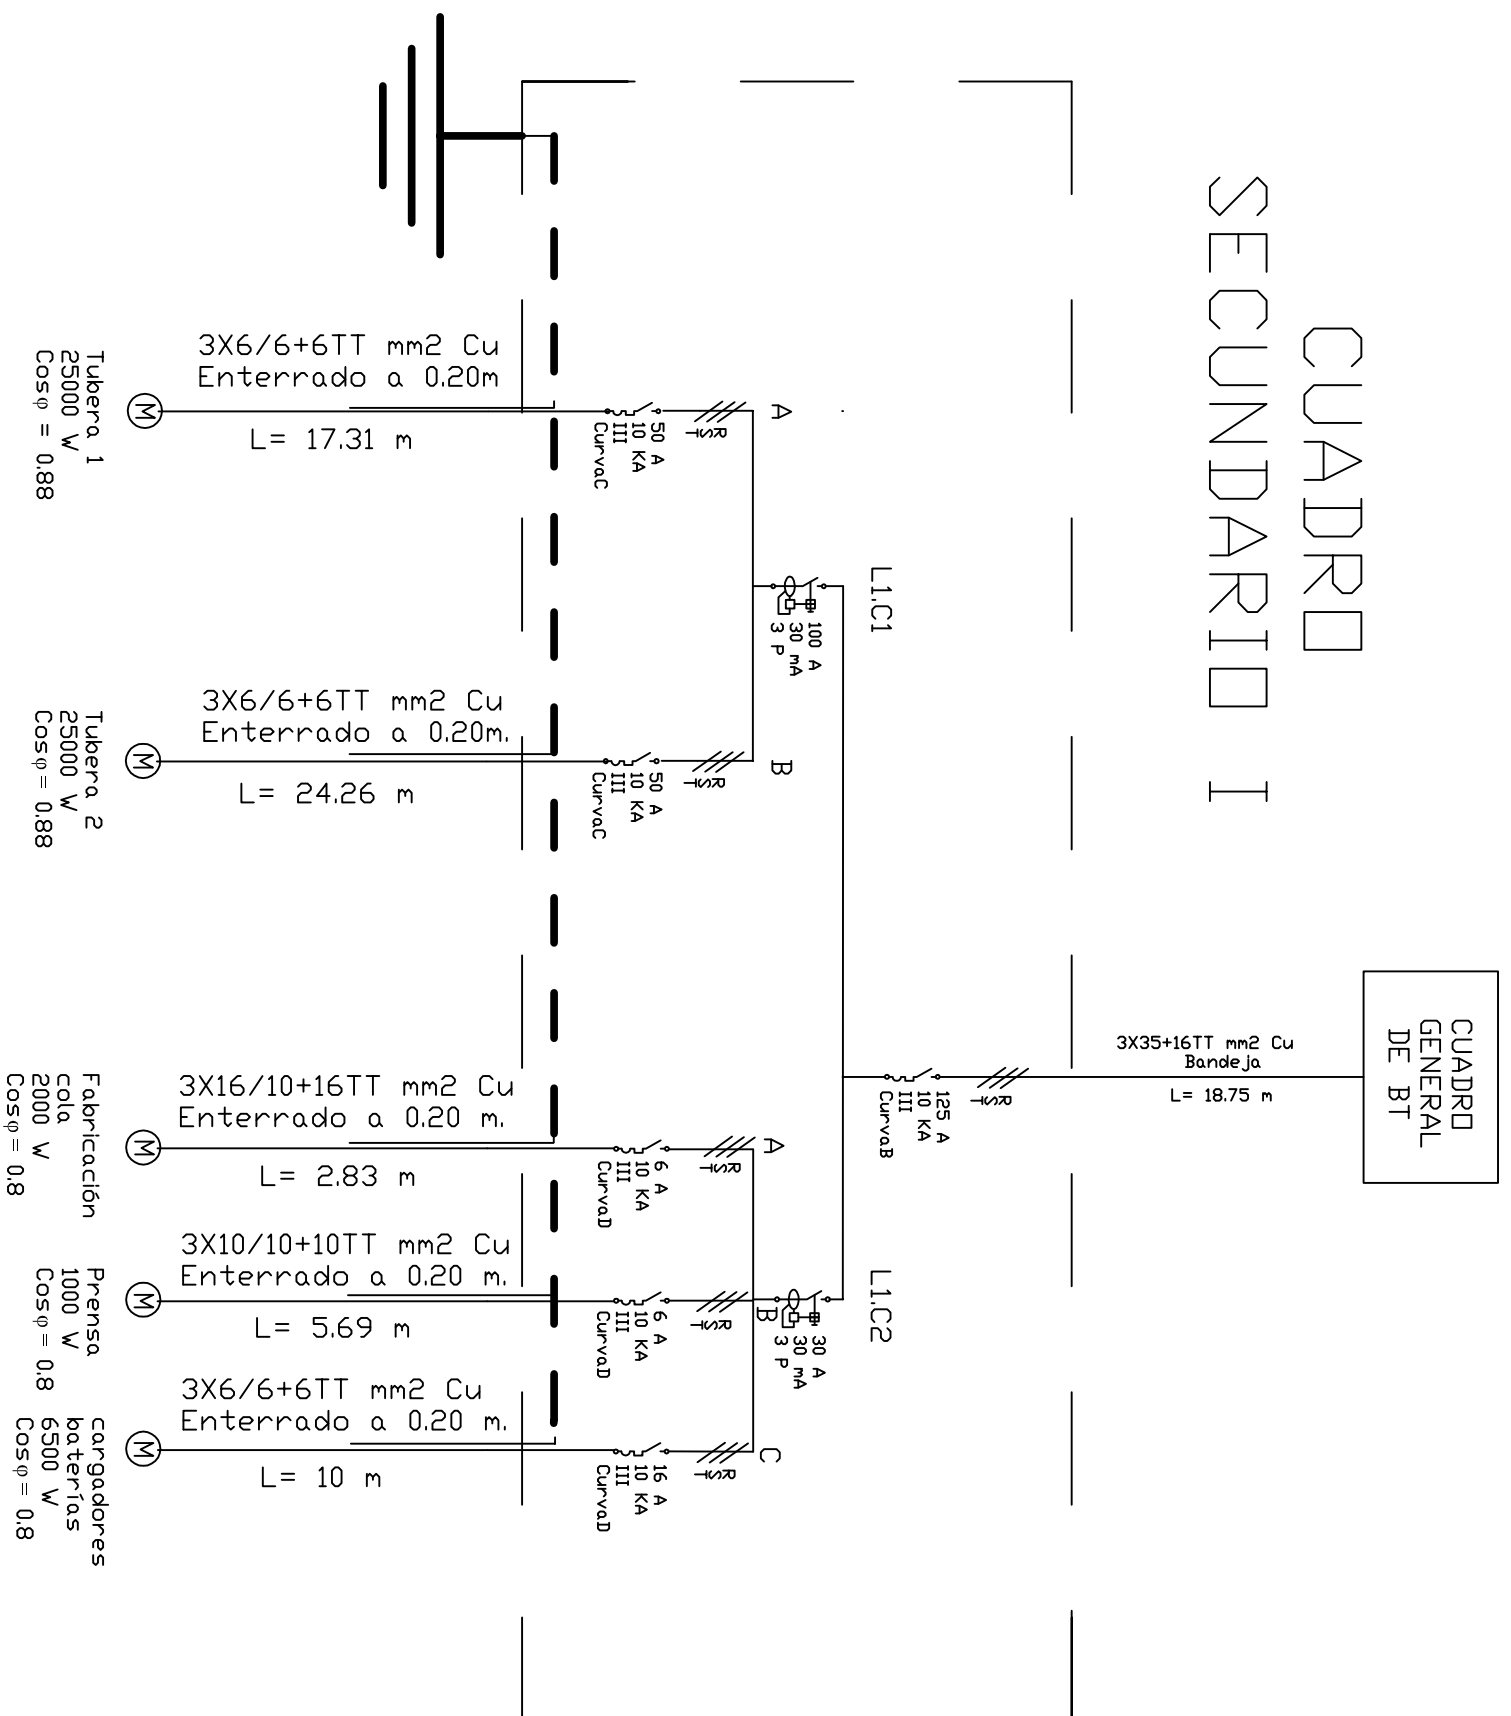 CUADRO
SECUNDARIO I
CUADRO
GENERAL
DE BT
3X35+16TT mm2 Cu
Bandeja
L= 18.75 m
RST
125 A
10 KA
III
CurvaB
L1.C1
100 A
30 mA
3 P
L1.C2
30 A
30 mA
3 P
A
RST
50 A
10 KA
III
CurvaC
3X6/6+6TT mm2 Cu
Enterrado a 0.20m
L= 17.31 m
M
Tubera 1
25000 W
Cosφ = 0.88
B
RST
50 A
10 KA
III
CurvaC
3X6/6+6TT mm2 Cu
Enterrado a 0.20m.
L= 24.26 m
M
Tubera 2
25000 W
Cosφ= 0.88
A
RST
6 A
10 KA
III
CurvaD
3X16/10+16TT mm2 Cu
Enterrado a 0.20 m.
L= 2.83 m
M
Fabricación
cola
2000 W
Cosφ= 0.8
B
RST
6 A
10 KA
III
CurvaD
3X10/10+10TT mm2 Cu
Enterrado a 0.20 m.
L= 5.69 m
M
Prensa
1000 W
Cosφ= 0.8
C
RST
16 A
10 KA
III
CurvaD
3X6/6+6TT mm2 Cu
Enterrado a 0.20 m.
L= 10 m
M
cargadores
baterías
6500 W
Cosφ= 0.8